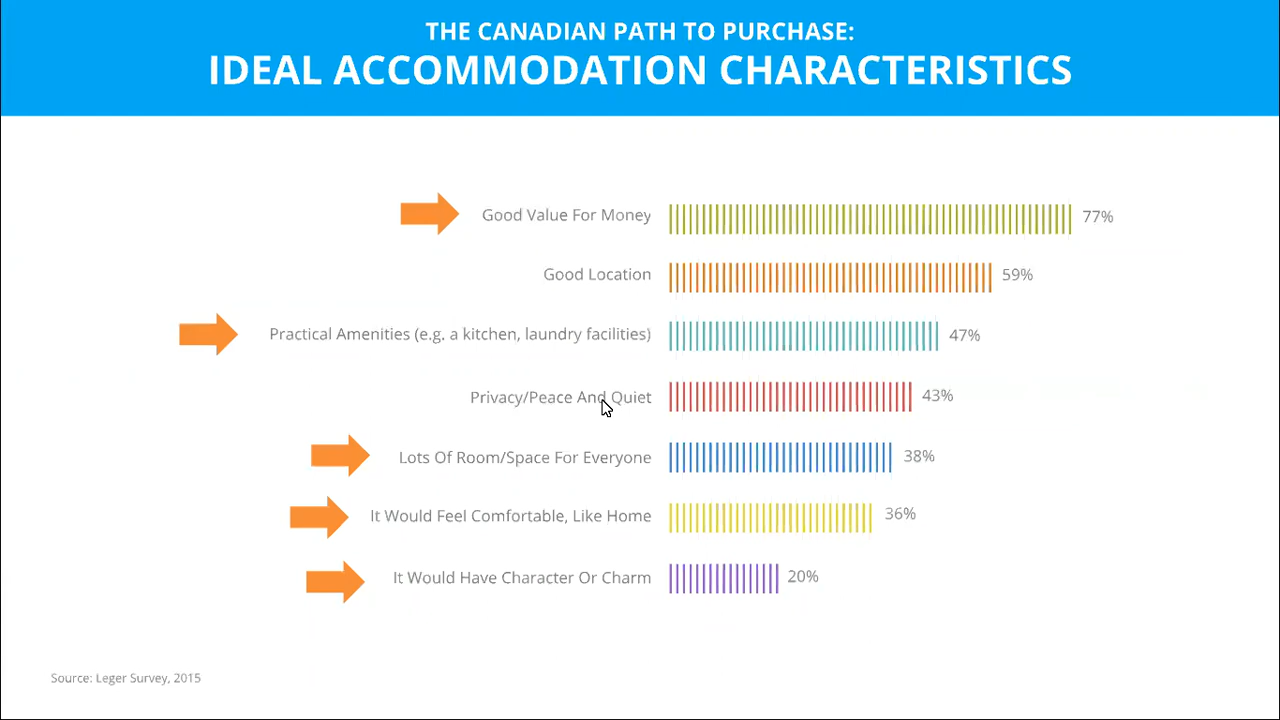 THE CANADIAN PATH TO PURCHASE:
IDEAL ACCOMMODATION CHARACTERISTICS
Good Value For Money 77%
Good Location 59%
Practical Amenities (e.g. a kitchen, laundry facilities) 47%
Privacy/Peace And Quiet 43%
Lots Of Room/Space For Everyone 38%
It Would Feel Comfortable, Like Home 36%
It Would Have Character Or Charm 20%
Source: Leger Survey, 2015